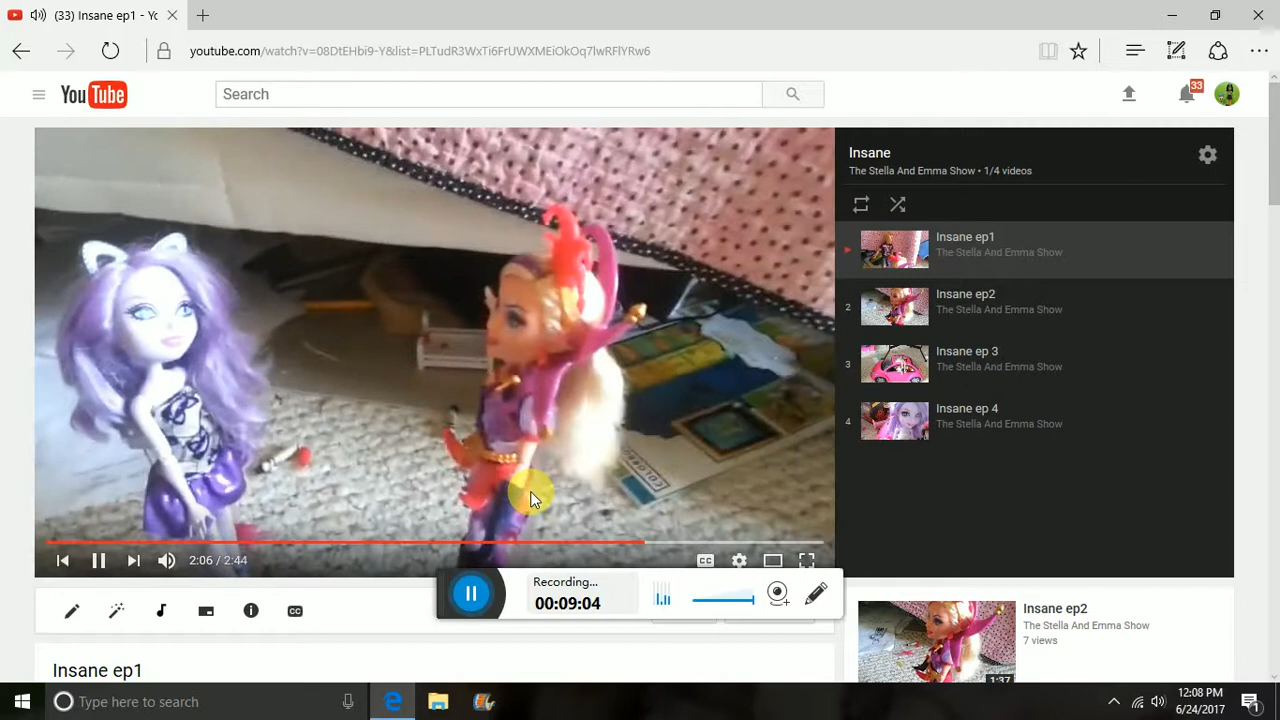 (33) Insane ep1 - Yo
youtube.com/watch?v=08DtEHbi9-Y&list=PLTudR3WxTi6FrUWXMEiOkOq7lwRFlYRw6
YouTube
Search
33
Insane
The Stella And Emma Show • 1/4 videos
Insane ep1
The Stella And Emma Show
2
Insane ep2
The Stella And Emma Show
3
Insane ep 3
The Stella And Emma Show
4
Insane ep 4
The Stella And Emma Show
2:06 / 2:44
CC
Recording...
00:09:04
CC
Insane ep1
Insane ep2
The Stella And Emma Show
7 views
1:37
Type here to search
12:08 PM
6/24/2017
1